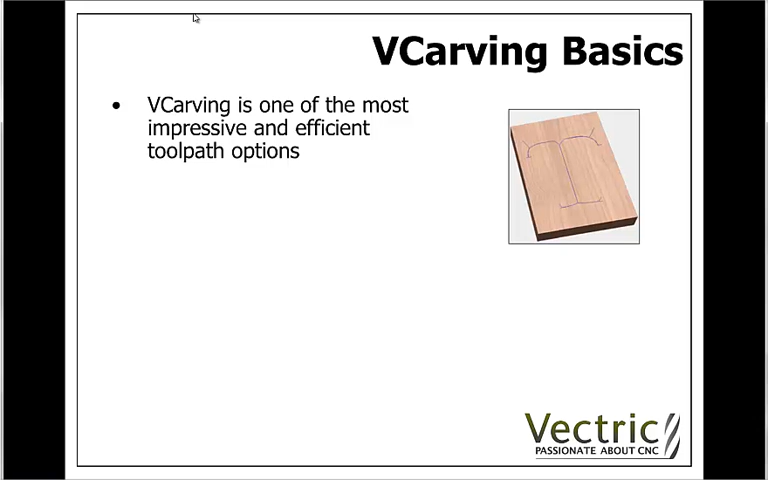 VCarving Basics
• VCarving is one of the most
impressive and efficient
toolpath options
Vectric
PASSIONATE ABOUT CNC